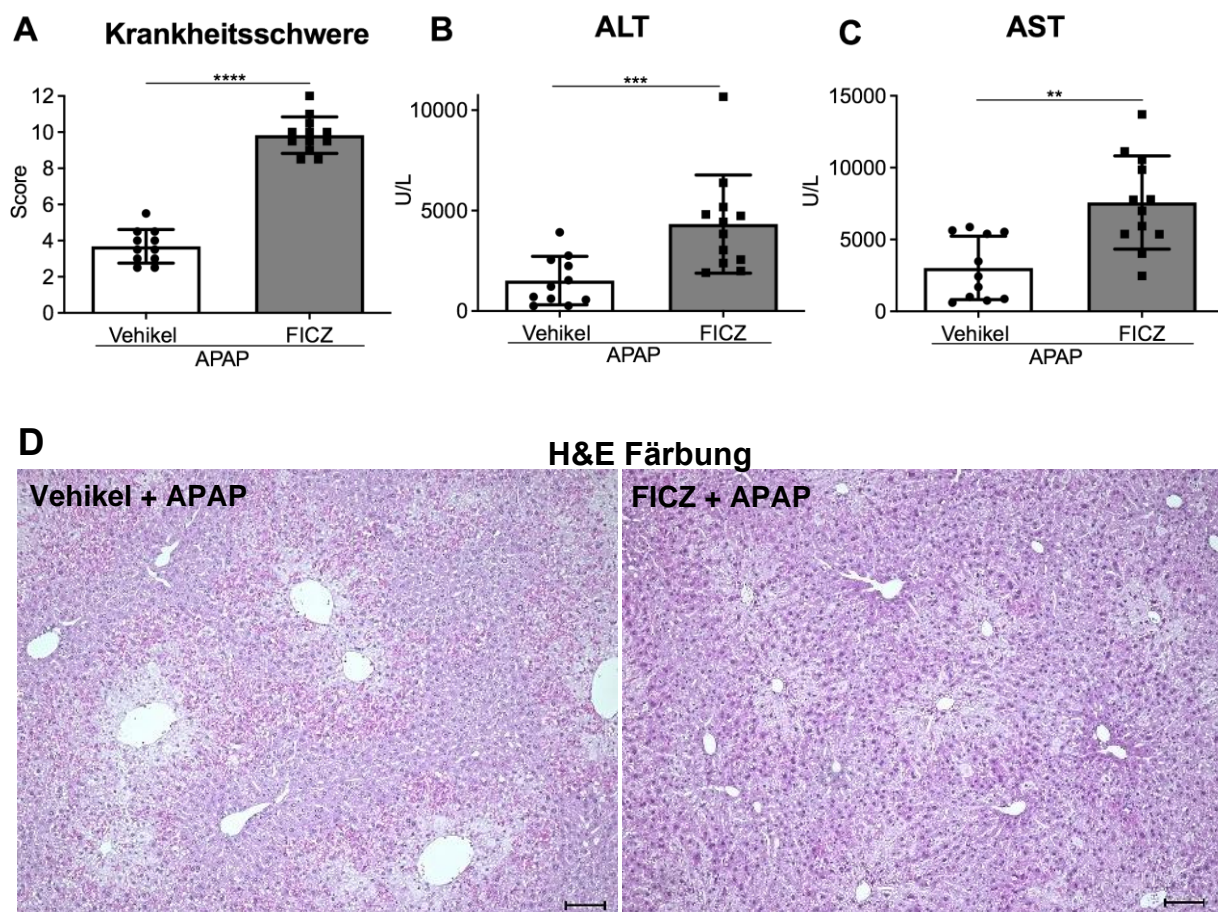 A Krankheitsschwere
****
12
10
8
6
4
2
0
Score
Vehikel FICZ
APAP
B ALT
***
10000
5000
0
U/L
Vehikel FICZ
APAP
C AST
**
15000
10000
5000
0
U/L
Vehikel FICZ
APAP
D
H&E Färbung
Vehikel + APAP
FICZ + APAP